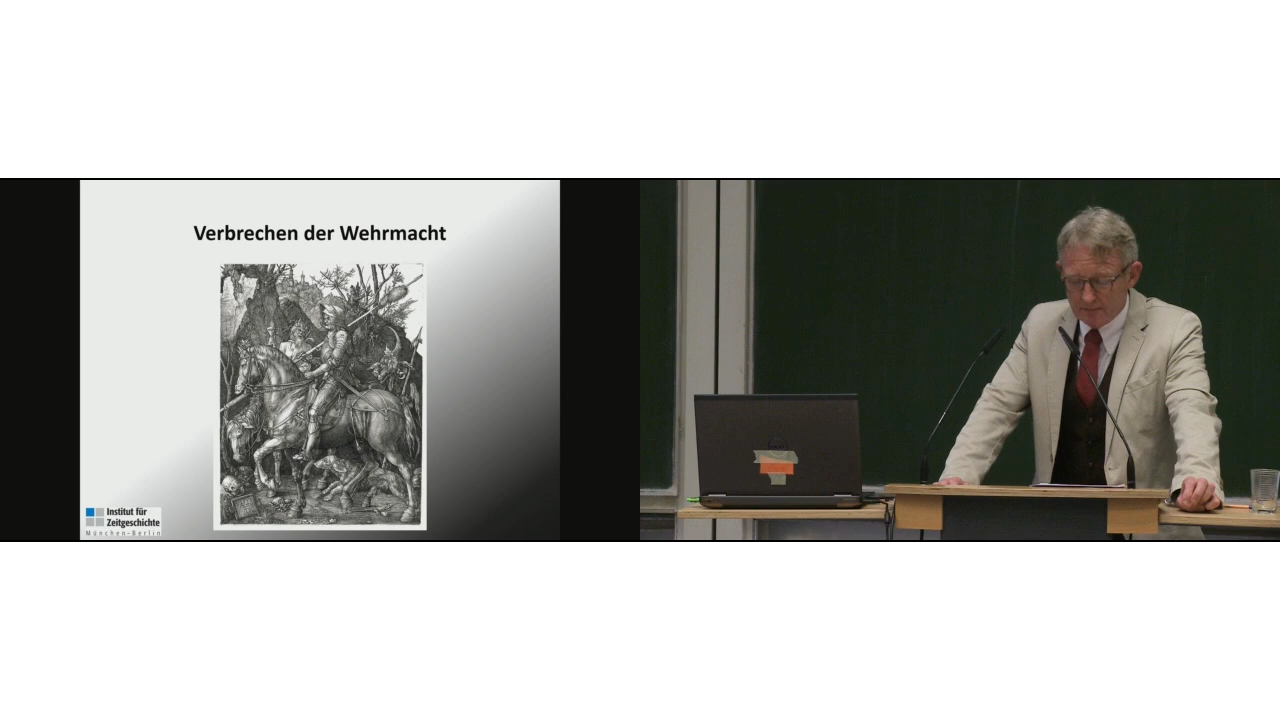 Verbrechen der Wehrmacht
Institut für
Zeitgeschichte
München-Berlin